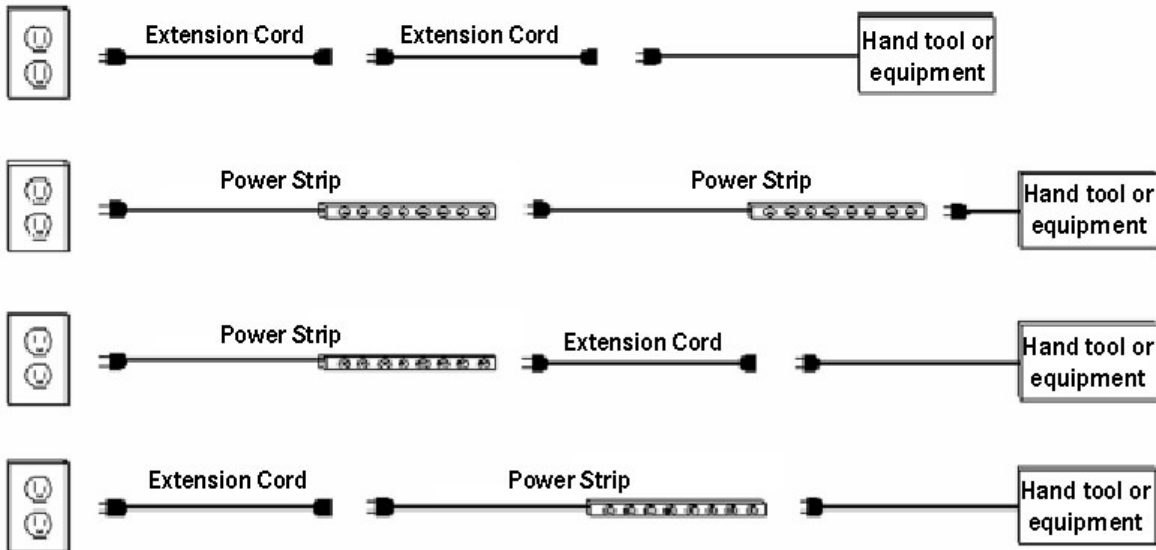 Extension Cord
Extension Cord
Hand tool or
equipment
Power Strip
Power Strip
Hand tool or
equipment
Power Strip
Extension Cord
Hand tool or
equipment
Extension Cord
Power Strip
Hand tool or
equipment